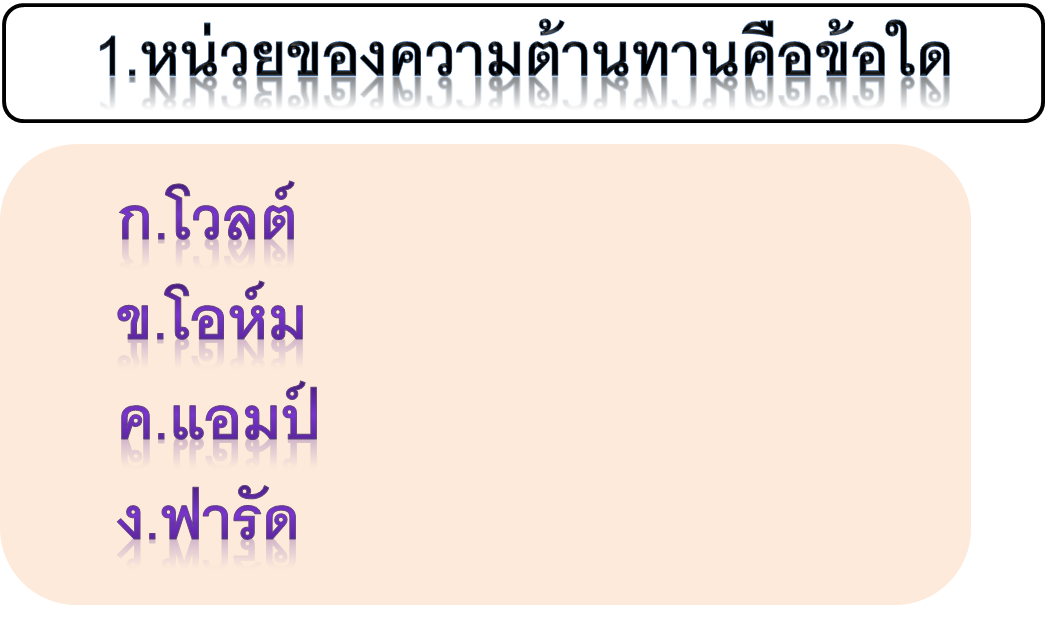 1.หน่วยของความต้านทานคือข้อใด
ก.โวลต์
ข.โอห์ม
ค.แอมป์
ง.ฟารัด